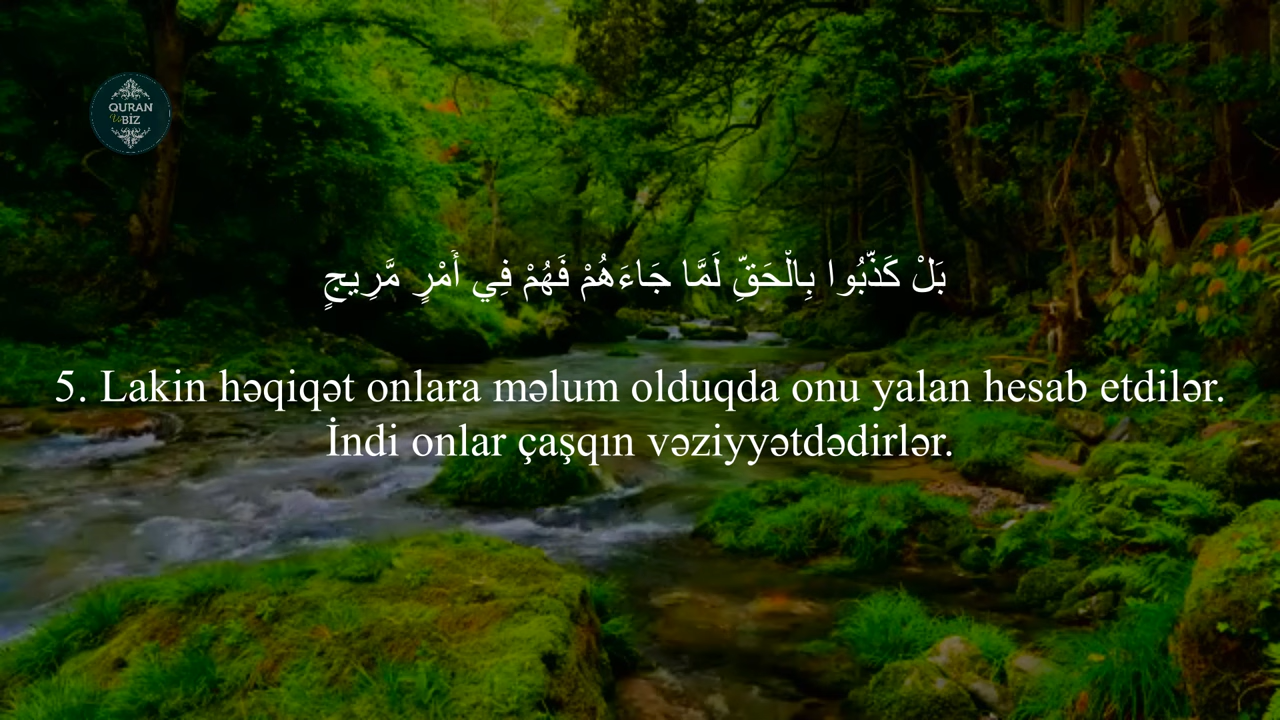 QURAN
Və BİZ
بَلْ كَذَّبُوا بِالْحَقِّ لَمَّا جَاءَهُمْ فَهُمْ فِي أَمْرٍ مَّرِيجٍ
5. Lakin həqiqət onlara məlum olduqda onu yalan hesab etdilər.
İndi onlar çaşqın vəziyyətdədirlər.